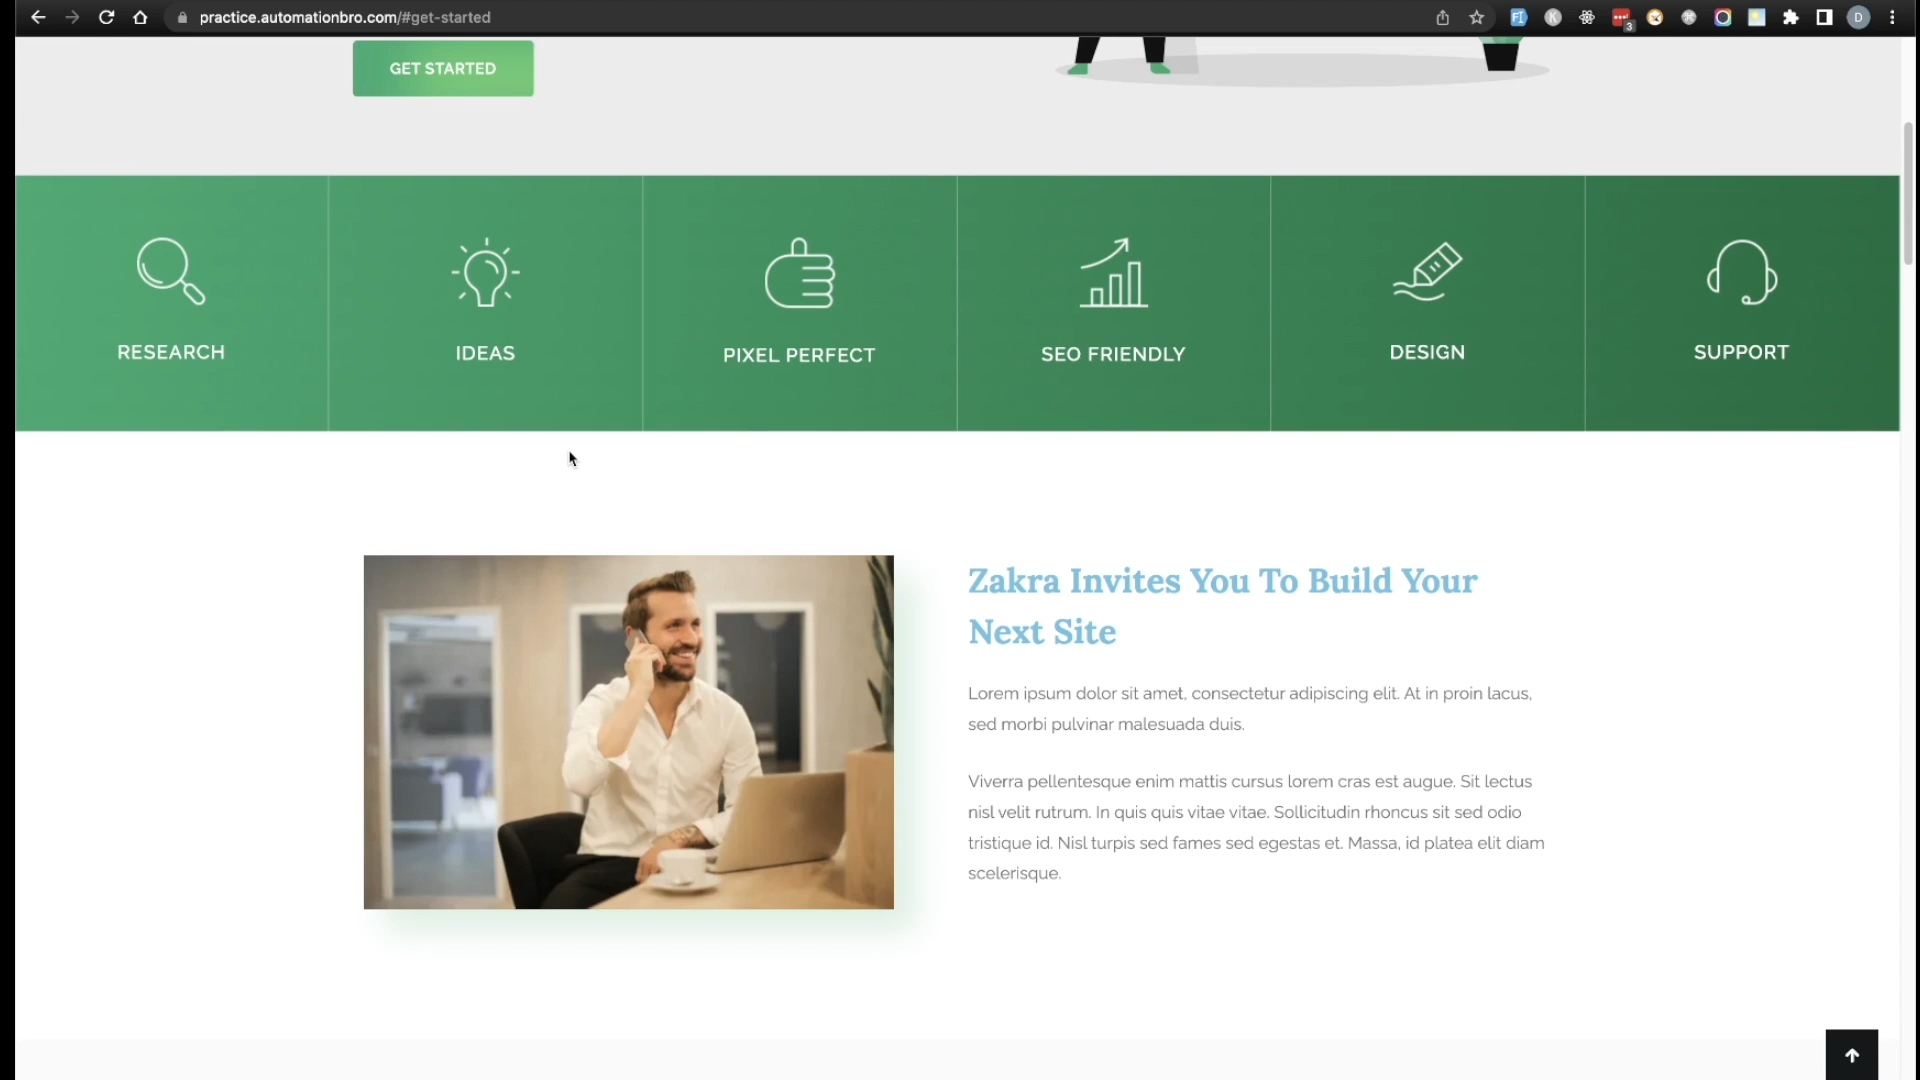 practice.automationbro.com/#get-started
FI
K
3
D
GET STARTED
RESEARCH
IDEAS
PIXEL PERFECT
SEO FRIENDLY
DESIGN
SUPPORT
Zakra Invites You To Build Your
Next Site
Lorem ipsum dolor sit amet, consectetur adipiscing elit. At in proin lacus,
sed morbi pulvinar malesuada duis.
Viverra pellentesque enim mattis cursus lorem cras est augue. Sit lectus
nisl velit rutrum. In quis quis vitae vitae. Sollicitudin rhoncus sit sed odio
tristique id. Nisl turpis sed fames sed egestas et. Massa, id platea elit diam
scelerisque.